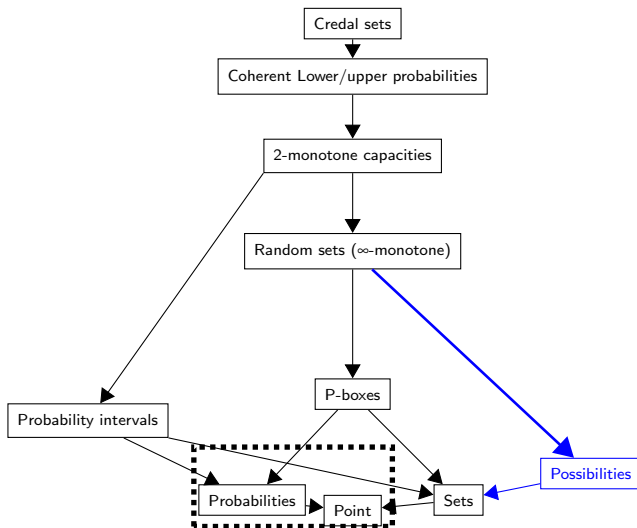 Credal sets
Coherent Lower/upper probabilities
2-monotone capacities
Random sets (∞-monotone)
P-boxes
Probability intervals
Possibilities
Probabilities
Sets
Point